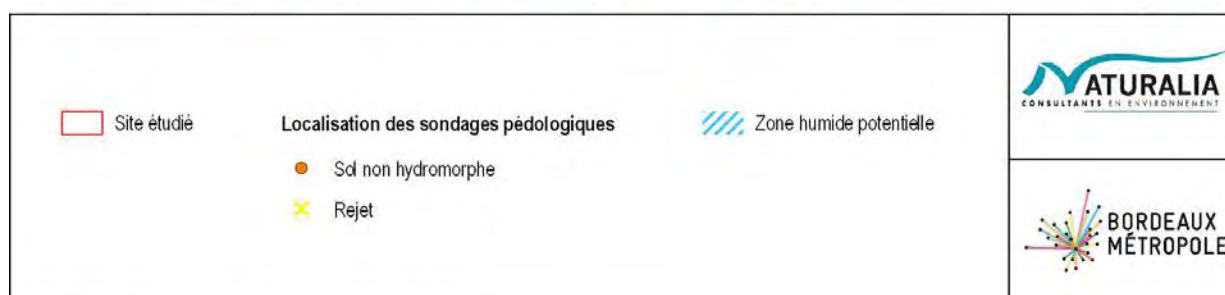 Site étudié
Localisation des sondages pédologiques
Sol non hydromorphe
Rejet
Zone humide potentielle
NATURALIA
CONSULTANTS EN ENVIRONNEMENT
BORDEAUX
MÉTROPOLE